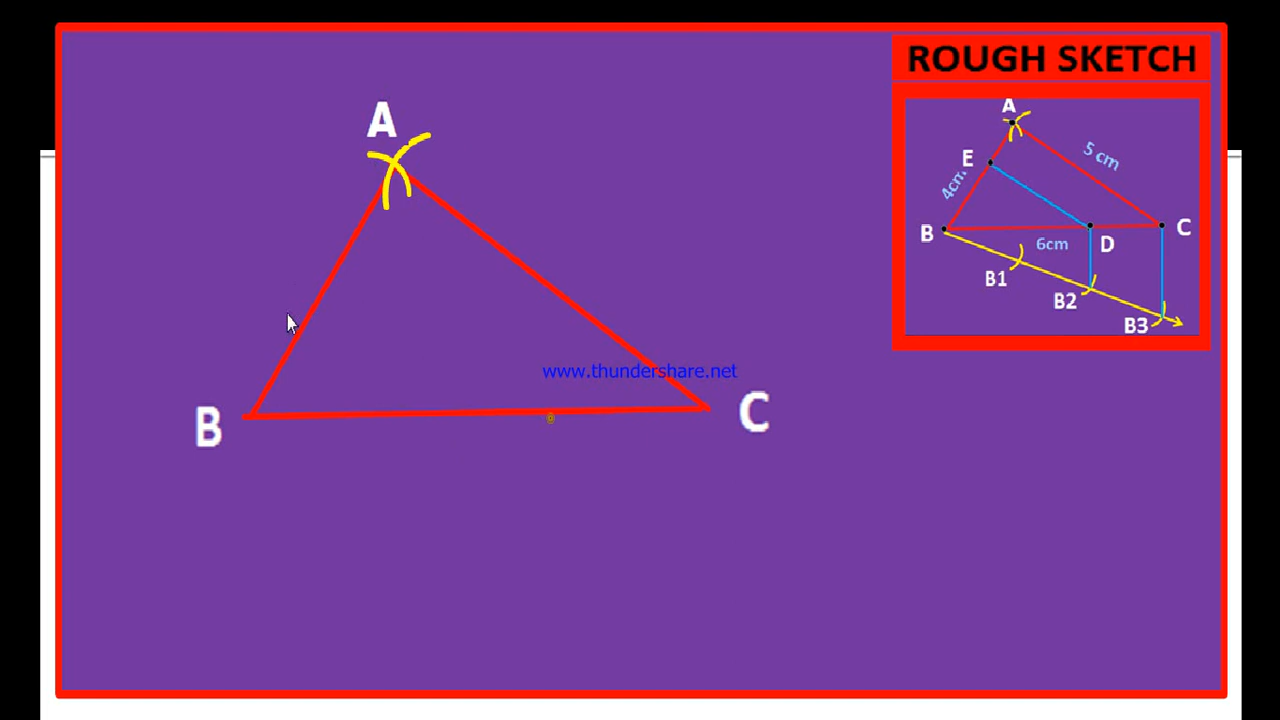 ROUGH SKETCH
A
A
5 cm
E
4cm
B
C
6cm
D
B1
B2
B3
www.thundershare.net
B
C